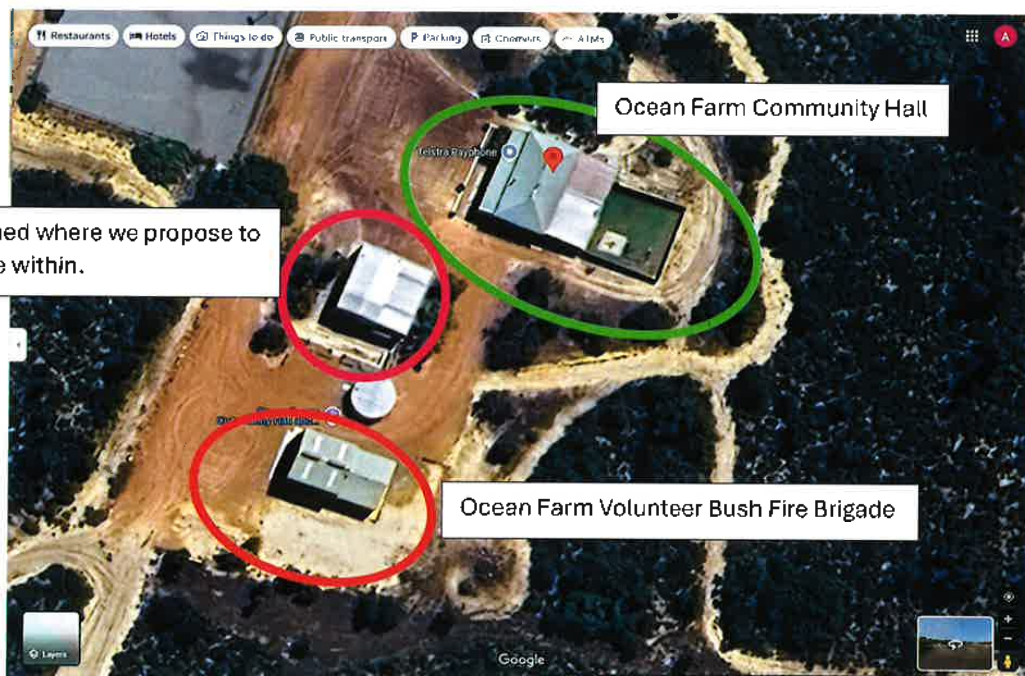 Restaurants
Hotels
Things to do
Public transport
Parking
Chemists
ATMs
A
Ocean Farm Community Hall
Telstra Payphone
ned where we propose to
e within.
Ocean Farm Volunteer Bush Fire Brigade
Layers
Google